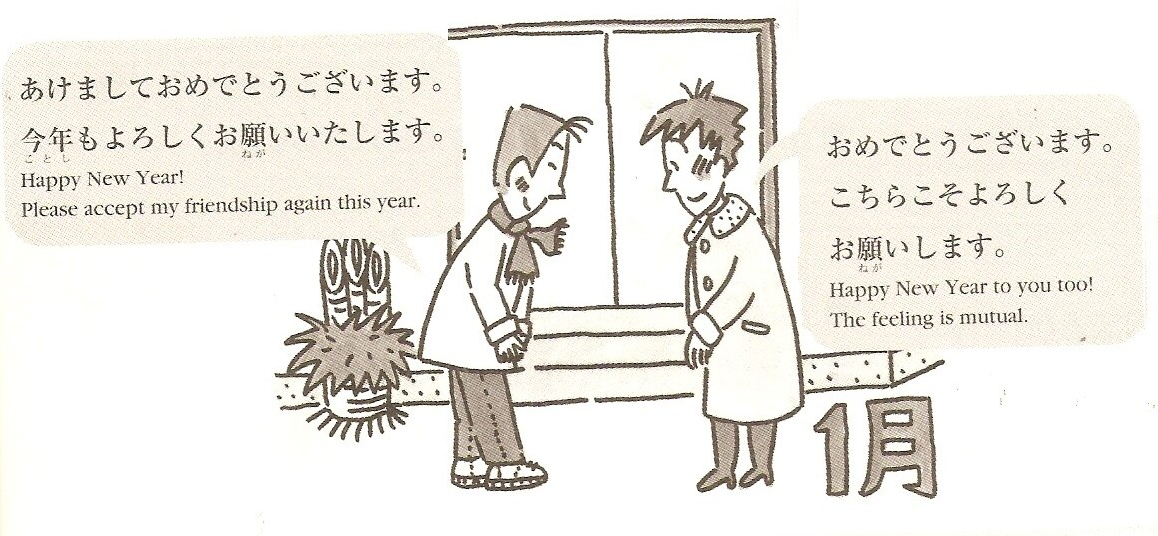 あけましておめでとうございます。
今年もよろしくお願いいたします。
ことし ねが
Happy New Year!
Please accept my friendship again this year.
おめでとうございます。
こちらこそよろしく
お願いします。
ねが
Happy New Year to you too!
The feeling is mutual.
1月